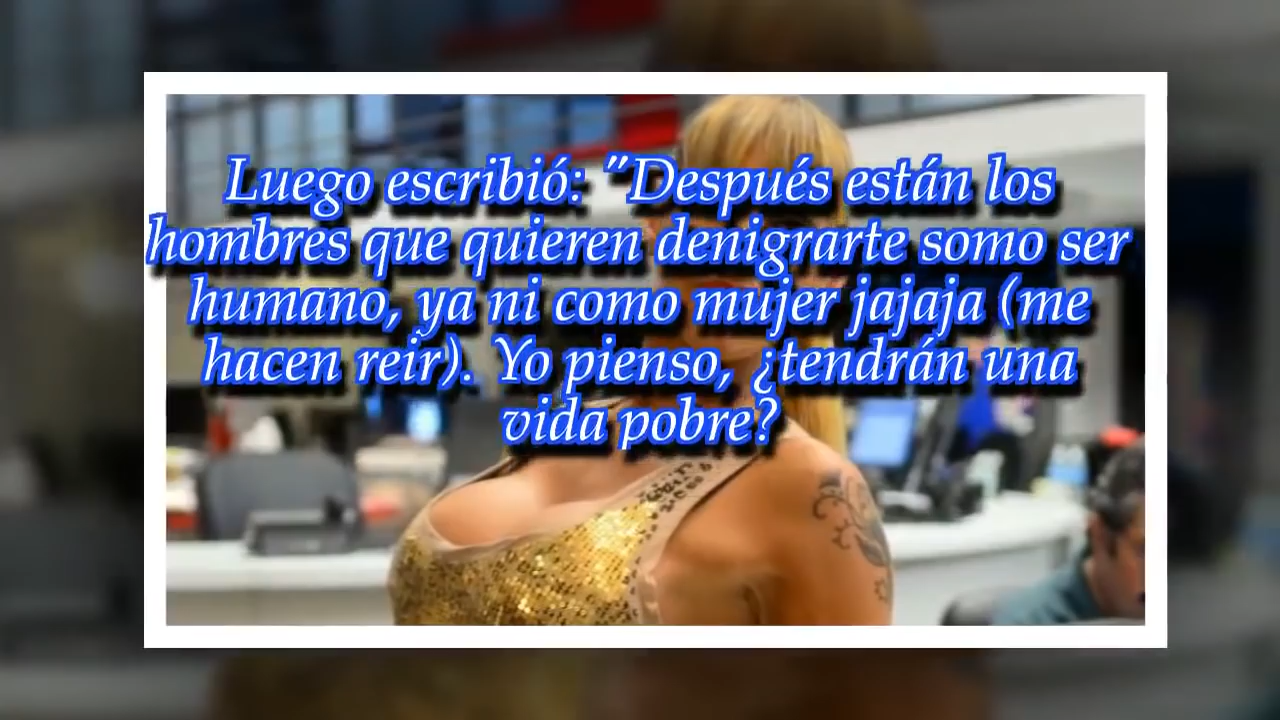 Luego escribió: "Después están los
hombres que quieren denigrarte somo ser
humano, ya ni como mujer jajaja (me
hacen reir). Yo pienso, ¿tendrán una
vida pobre?